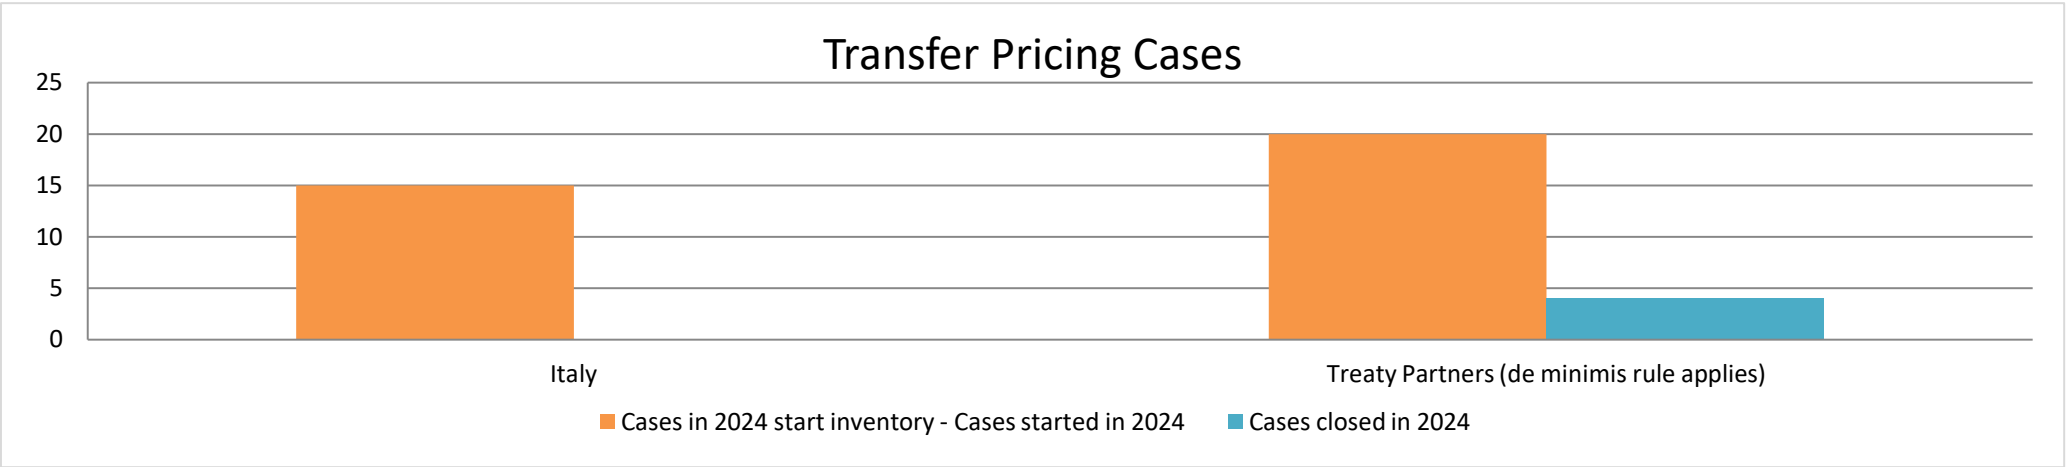 Transfer Pricing Cases
25
20
15
10
5
0
Italy
Treaty Partners (de minimis rule applies)
Cases in 2024 start inventory - Cases started in 2024
Cases closed in 2024